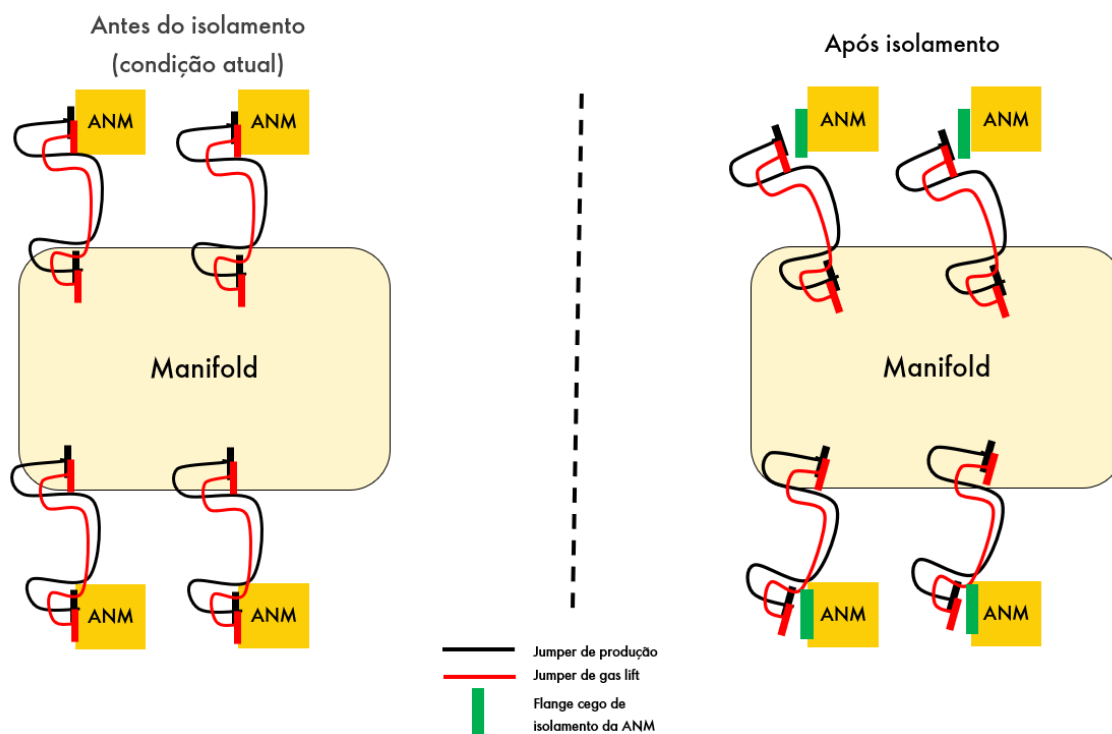 Antes do isolamento
(condição atual)
Após isolamento
ANM
ANM
ANM
ANM
Manifold
Manifold
ANM
ANM
ANM
ANM
Jumper de produção
Jumper de gas lift
Flange cego de
isolamento da ANM